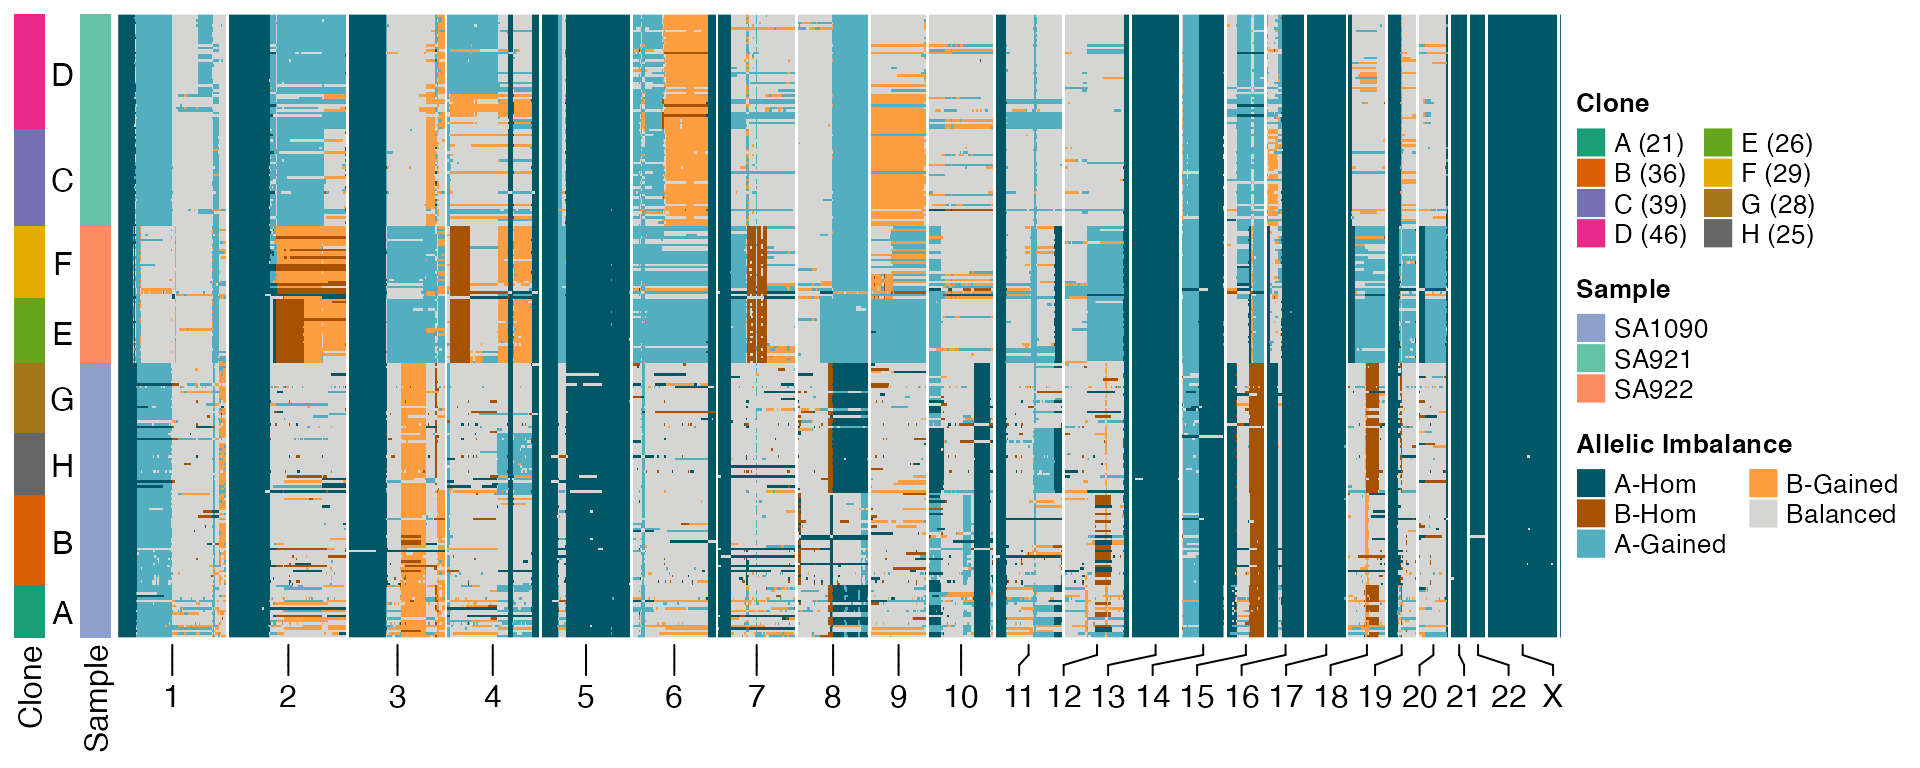 D
C
F
E
G
H
B
A
Clone
Sample
1 2 3 4 5 6 7 8 9 10 11 12 13 14 15 16 17 18 19 20 21 22 X
Clone
A (21) E (26)
B (36) F (29)
C (39) G (28)
D (46) H (25)
Sample
SA1090
SA921
SA922
Allelic Imbalance
A-Hom B-Gained
B-Hom Balanced
A-Gained